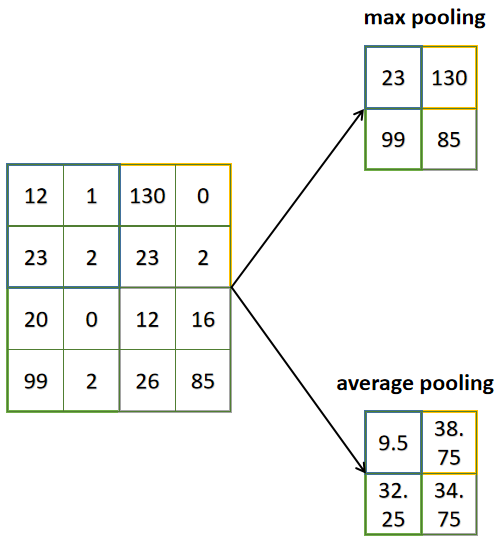 max pooling
23 130
99 85
12 1 130 0
23 2 23 2
20 0 12 16
99 2 26 85
average pooling
9.5 38.
75
32. 34.
25 75